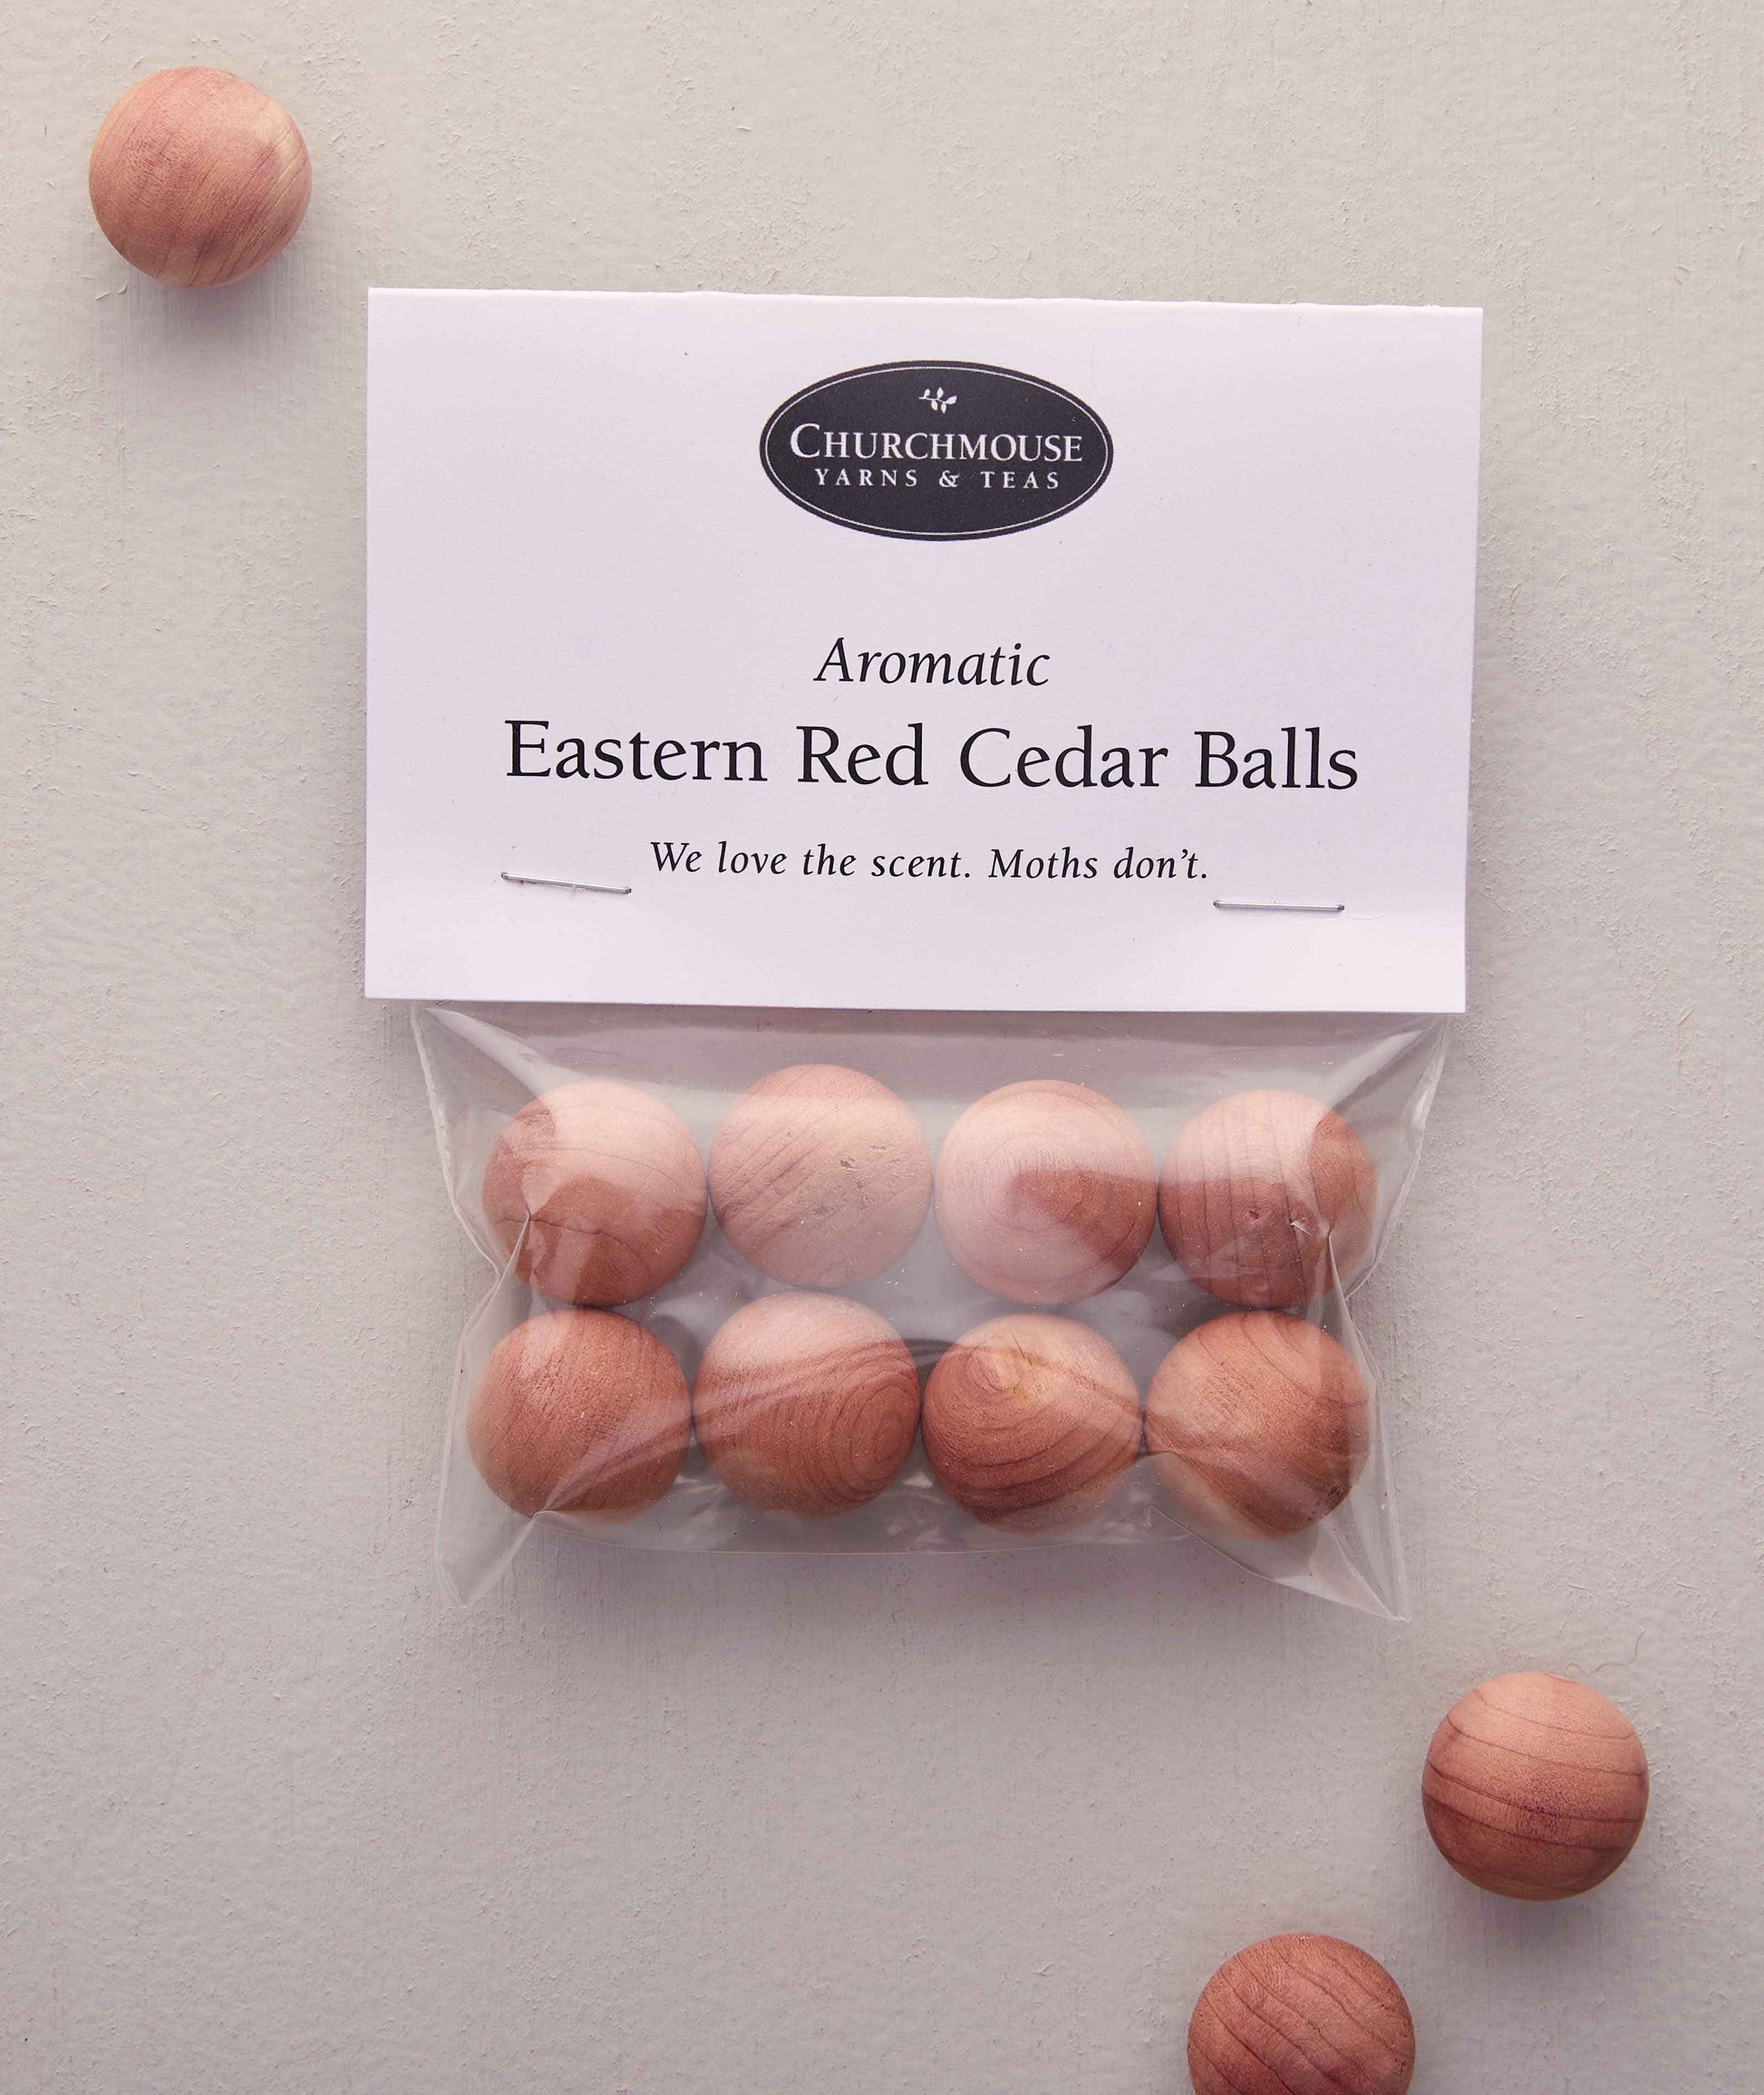 CHURCHMOUSE
YARNS & TEAS
Aromatic
Eastern Red Cedar Balls
We love the scent. Moths don’t.